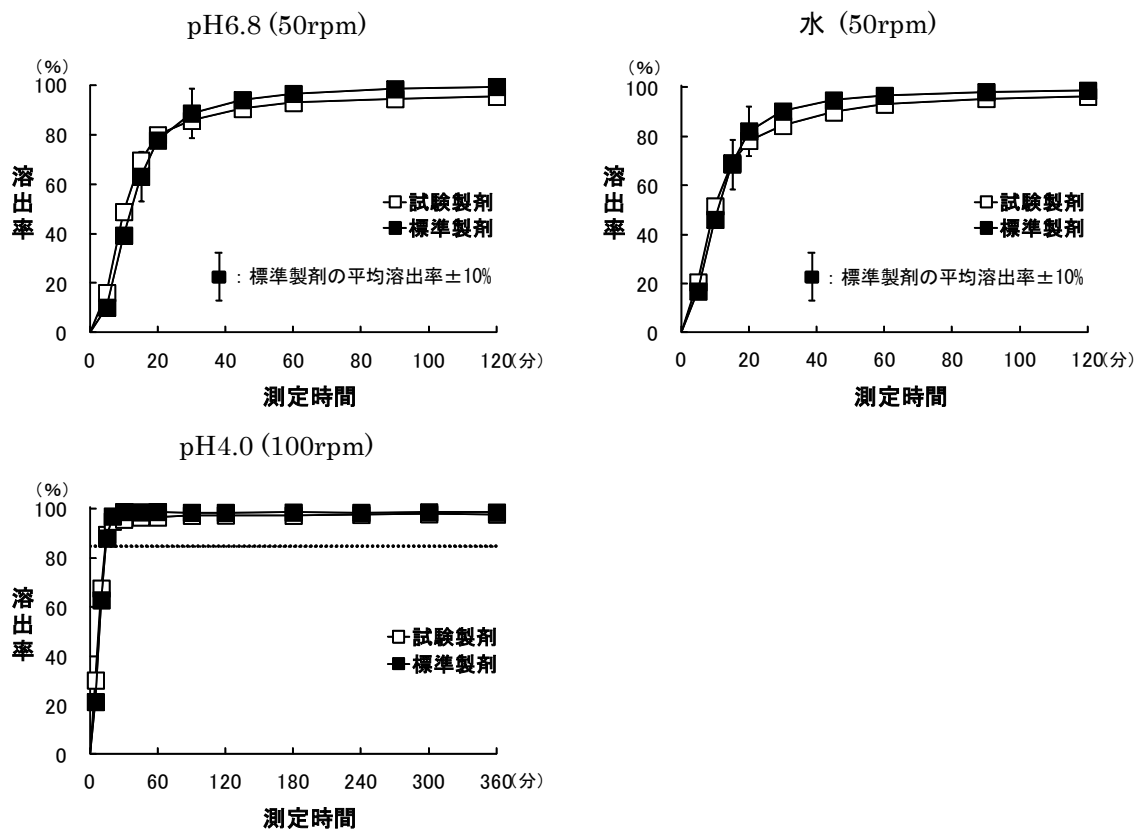 pH6.8 (50rpm)
(%)
100
80
60
40
20
0
溶出率
試験製剤
標準製剤
：標準製剤の平均溶出率±10%
0 20 40 60 80 100 120(分)
測定時間
水 (50rpm)
(%)
100
80
60
40
20
0
溶出率
試験製剤
標準製剤
：標準製剤の平均溶出率±10%
0 20 40 60 80 100 120(分)
測定時間
pH4.0 (100rpm)
(%)
100
80
60
40
20
0
溶出率
試験製剤
標準製剤
0 60 120 180 240 300 360(分)
測定時間